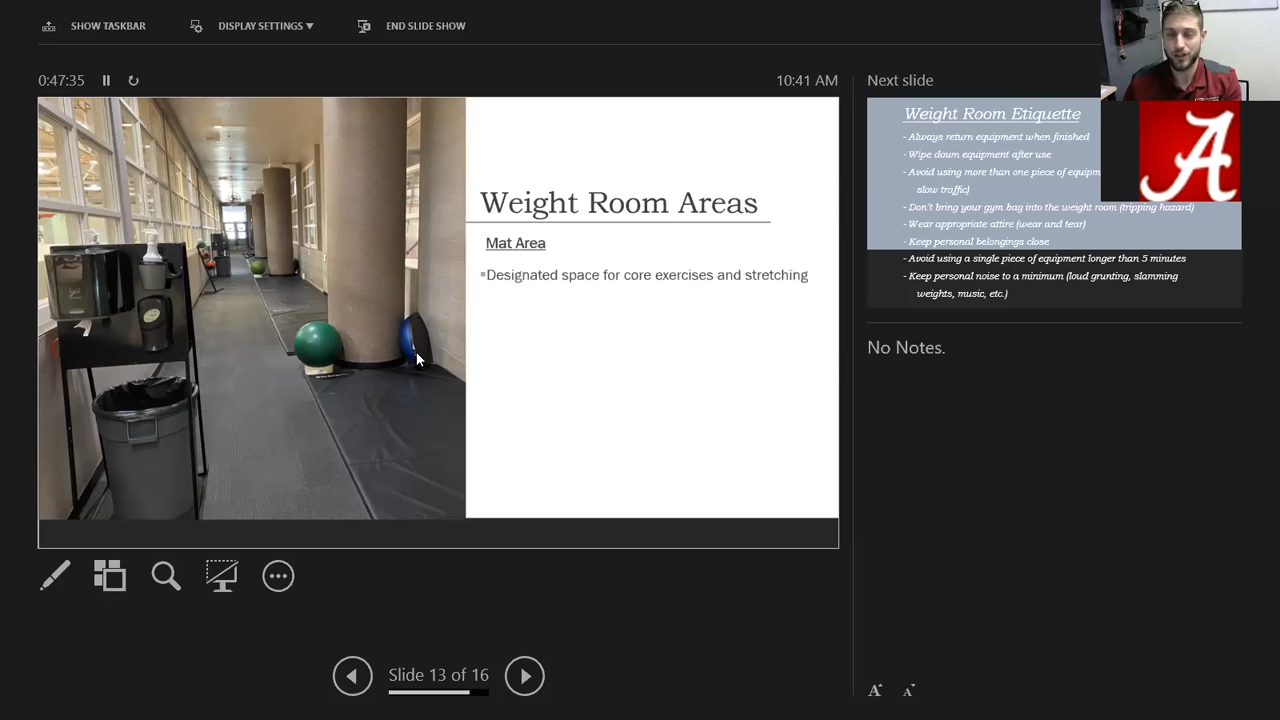 SHOW TASKBAR
DISPLAY SETTINGS ▼
END SLIDE SHOW
0:47:35
10:41 AM
Next slide
Weight Room Areas
Mat Area
▪Designated space for core exercises and stretching
Weight Room Etiquette
- Always return equipment when finished
- Wipe down equipment after use
- Avoid using more than one piece of
slow traffic)
- Don't bring your gym bag into the weight room (tripping hazard)
- Wear appropriate attire (wear and tear)
- Keep personal belongings close
- Avoid using a single piece of equipment longer than 5 minutes
- Keep personal noise to a minimum (loud grunting, slamming
weights, music, etc.)
A
No Notes.
Slide 13 of 16
A
A